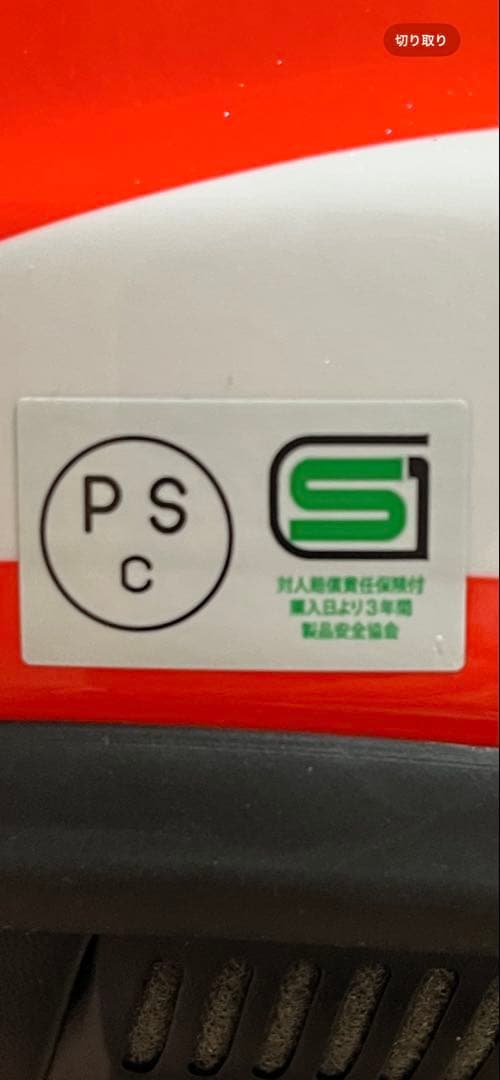 切り取り
P S
C
SG
対人賠償責任保険付
購入日より3年間
製品安全協会